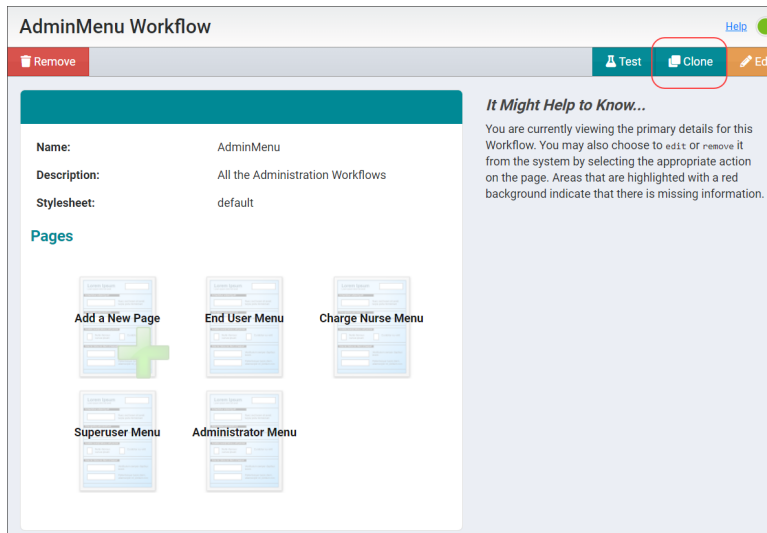 AdminMenu Workflow
Help
Remove
Test
Clone
Ed
It Might Help to Know...
You are currently viewing the primary details for this
Workflow. You may also choose to edit or remove it
from the system by selecting the appropriate action
on the page. Areas that are highlighted with a red
background indicate that there is missing information.
Name: AdminMenu
Description: All the Administration Workflows
Stylesheet: default
Pages
Add a New Page
End User Menu
Charge Nurse Menu
Superuser Menu
Administrator Menu